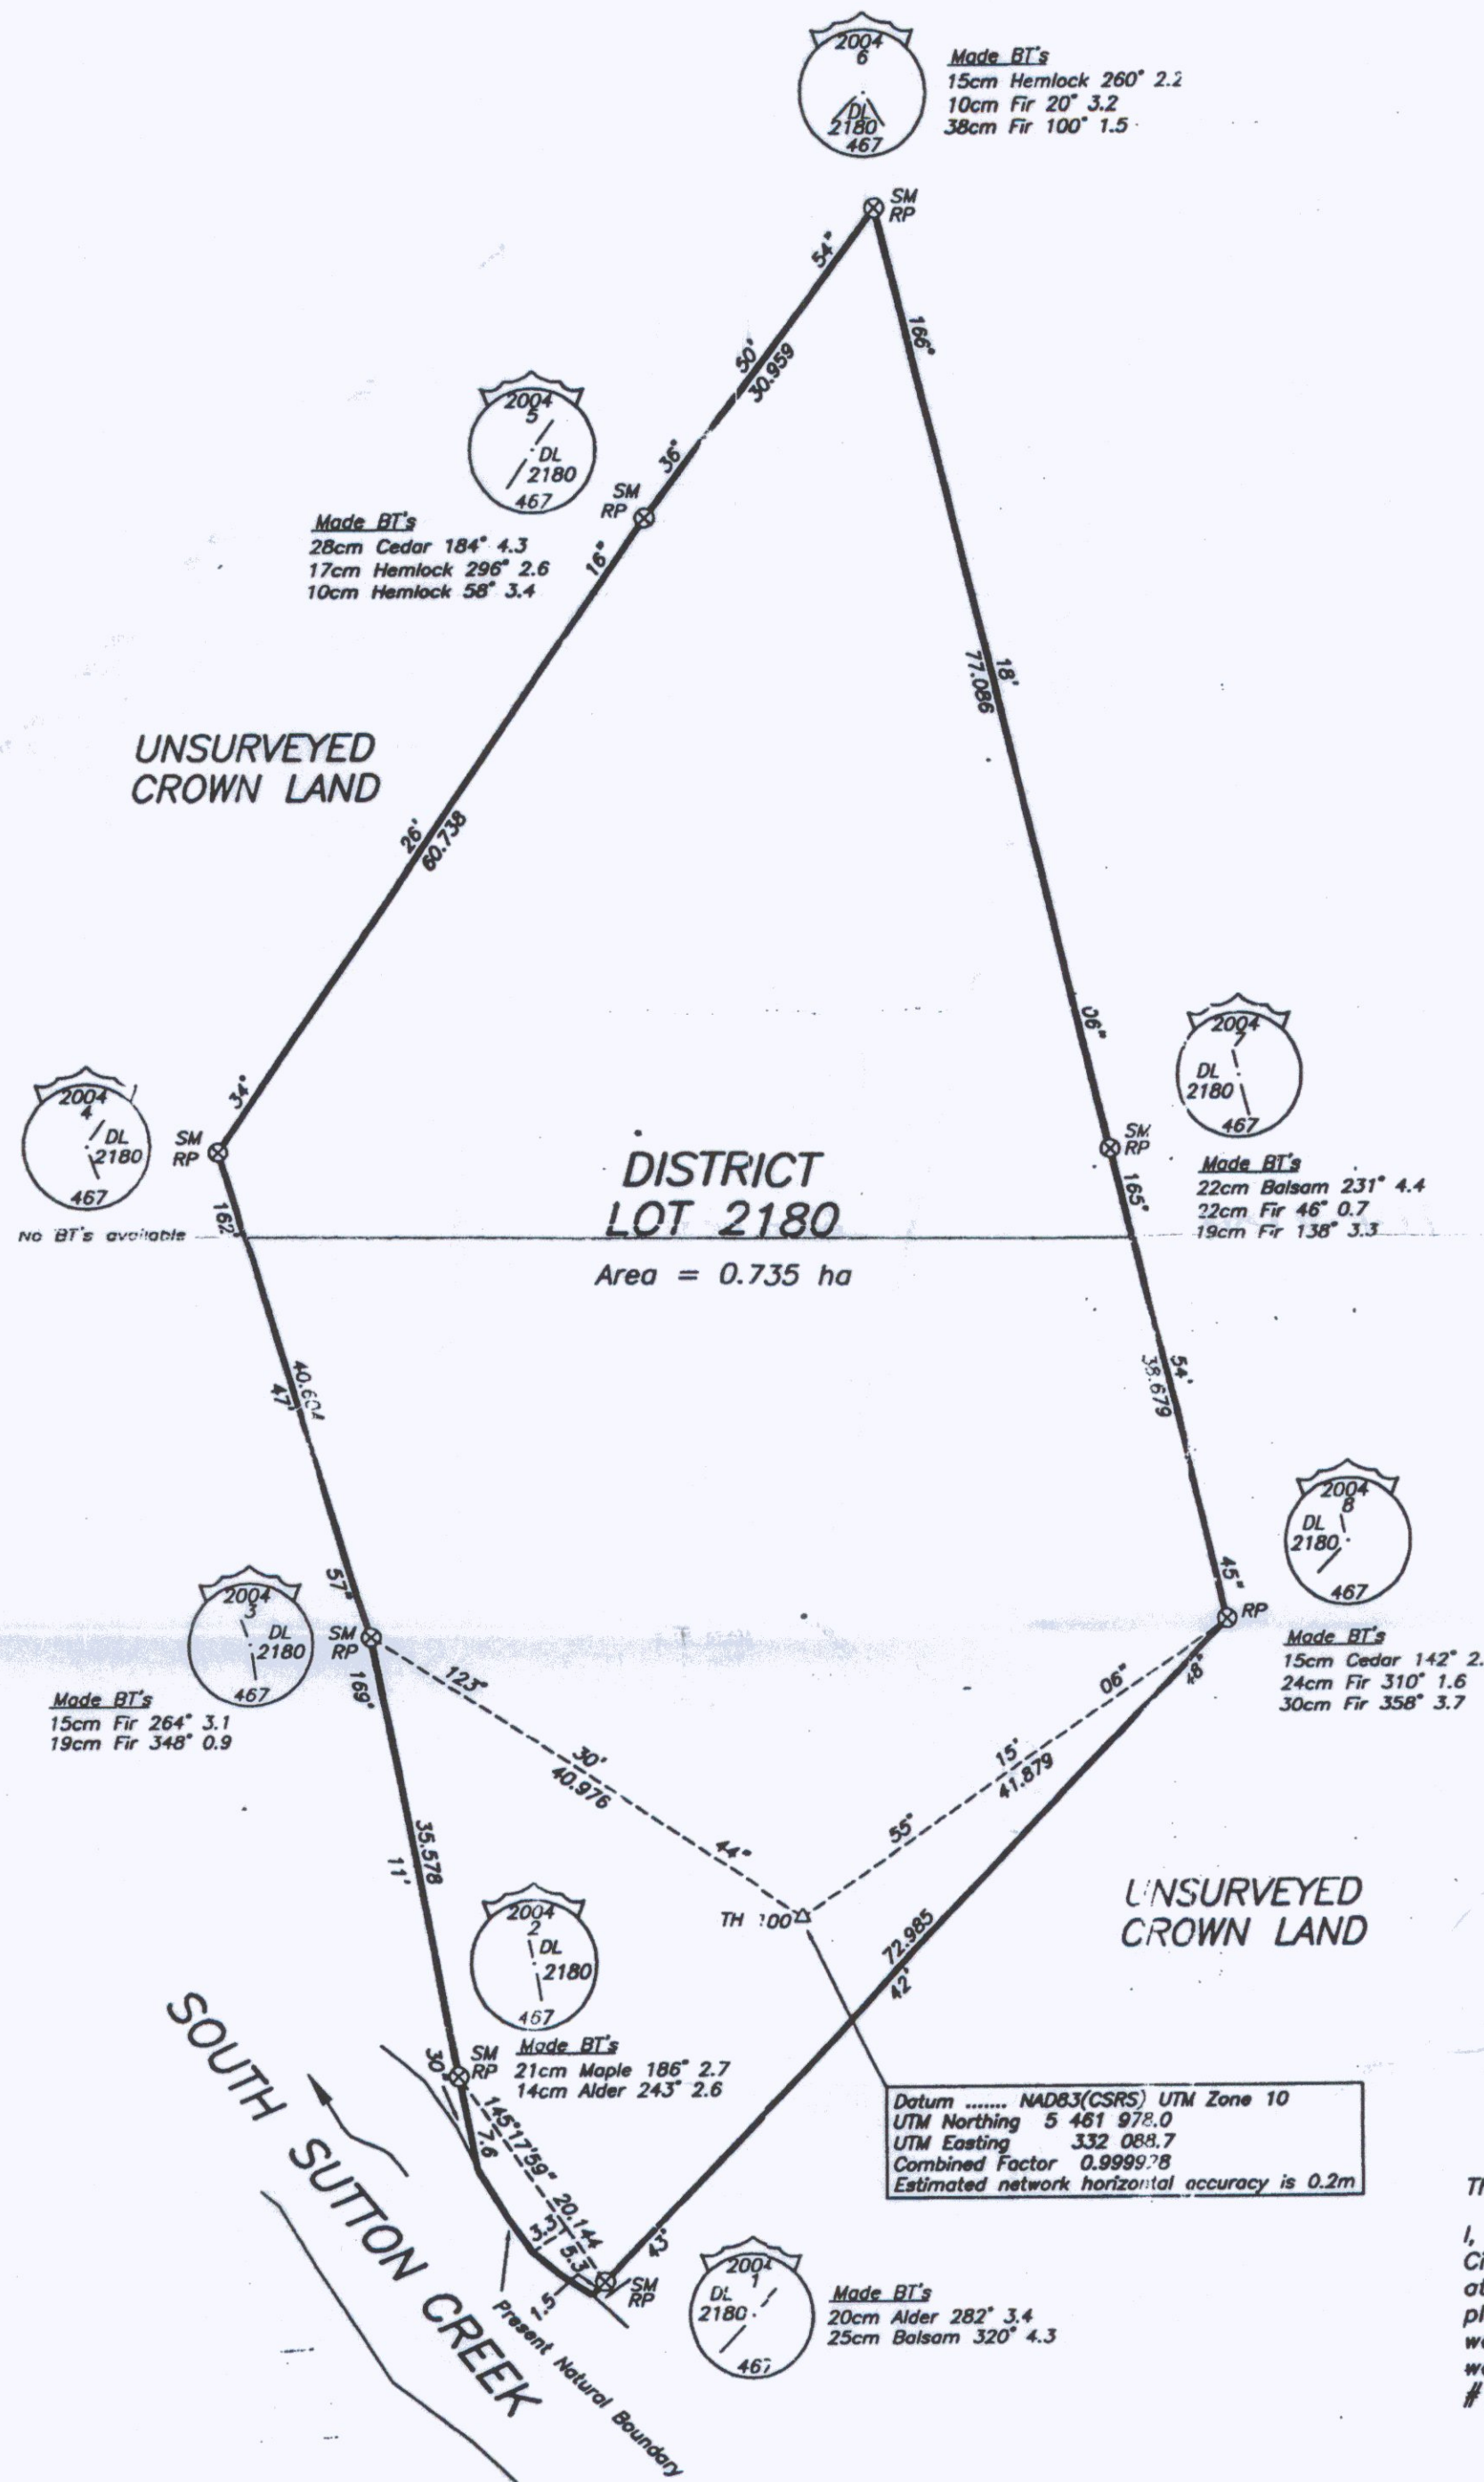 2004
6
DL
2180
467
Made BT's
15cm Hemlock 260° 2.2
10cm Fir 20° 3.2
38cm Fir 100° 1.5
SM
RP
54"
50'
30.959
36°
166°
18'
77.086
06"
2004
5
DL
2180
467
Made BT's
28cm Cedar 184° 4.3
17cm Hemlock 296° 2.6
10cm Hemlock 58° 3.4
SM
RP
16"
26'
60.738
34°
UNSURVEYED
CROWN LAND
2004
4
DL
2180
467
No BT's available
SM
RP
162°
47'
57"
DISTRICT
LOT 2180
Area = 0.735 ha
2004
7
DL
2180
467
SM
RP
Made BT's
22cm Balsam 231° 4.4
22cm Fir 46° 0.7
19cm Fir 138° 3.3
165°
54'
38.679
45"
2004
8
DL
2180
467
RP
Made BT's
15cm Cedar 142° 2.
24cm Fir 310° 1.6
30cm Fir 358° 3.7
2004
3
DL
2180
467
SM
RP
Made BT's
15cm Fir 264° 3.1
19cm Fir 348° 0.9
169°
35.578
11'
30"
123°
30'
40.976
44"
06"
15'
41.879
55°
48"
72.985
42'
43°
TH 100
UNSURVEYED
CROWN LAND
2004
2
DL
2180
467
SM
RP
Made BT's
21cm Maple 186° 2.7
14cm Alder 243° 2.6
145°17'59"
20.144
7.6
5.3
1.5
Datum ....... NAD83(CSRS) UTM Zone 10
UTM Northing 5 461 978.0
UTM Easting 332 088.7
Combined Factor
Estimated network horizontal accuracy is 0.2m
SOUTH SUTTON CREEK
Present Natural Boundary
SM
RP
2004
1
DL
2180
467
Made BT's
20cm Alder 282° 3.4
25cm Balsam 320° 4.3
I,
#